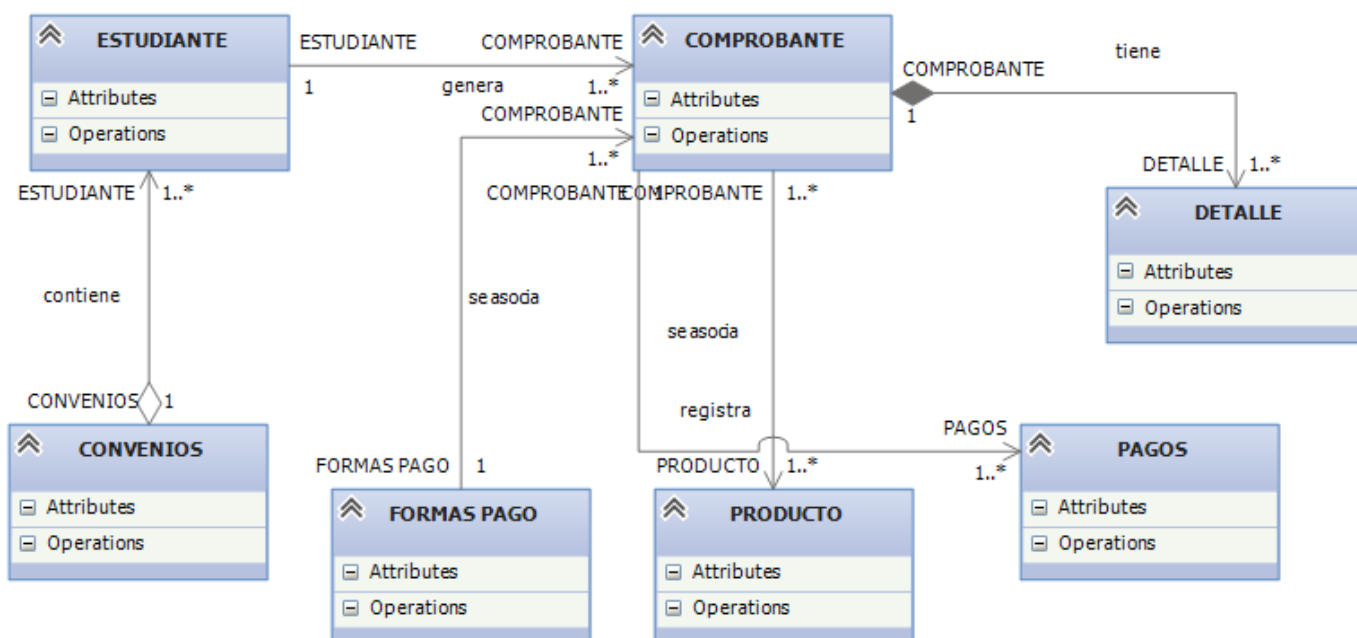 ESTUDIANTE
Attributes
Operations
ESTUDIANTE
1
genera
COMPROBANTE
1..*
COMPROBANTE
Attributes
Operations
COMPROBANTE
1
tiene
DETALLE
1..*
DETALLE
Attributes
Operations
COMPROBANTE
1..*
ESTUDIANTE
1..*
contiene
CONVENIOS
1
CONVENIOS
Attributes
Operations
se asocia
FORMAS PAGO
1
FORMAS PAGO
Attributes
Operations
COMPROBANTE
COMPROBANTE
1..*
se asocia
registra
PRODUCTO
1..*
PRODUCTO
Attributes
Operations
PAGOS
1..*
PAGOS
Attributes
Operations